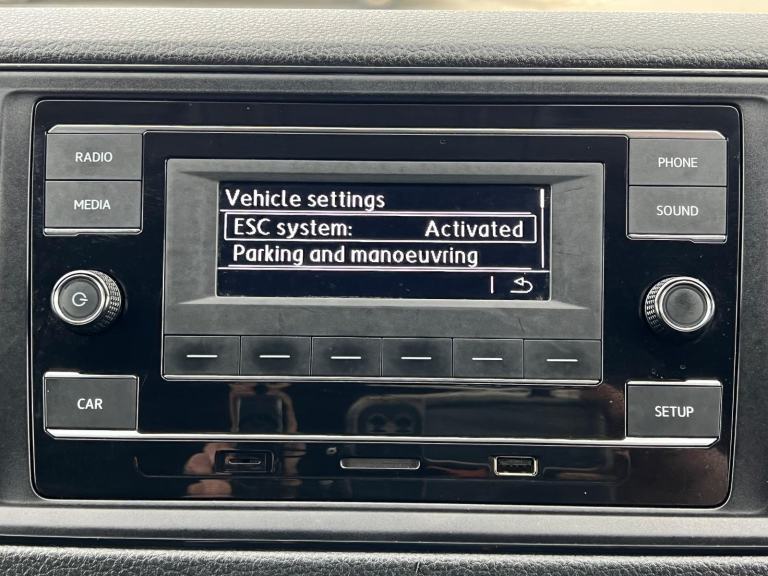 RADIO
MEDIA
PHONE
SOUND
Vehicle settings
ESC system: Activated
Parking and manoeuvring
CAR
SETUP